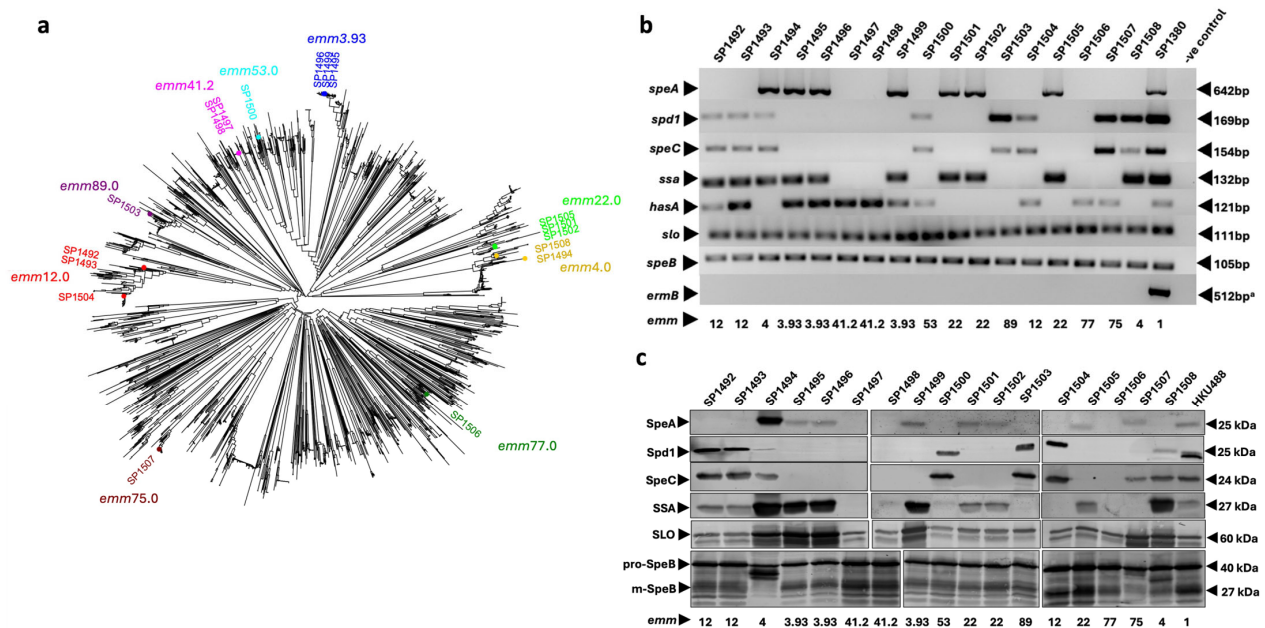 a
emm3.93
SP1496
SP1499
SP1495
emm53.0
SP1500
emm41.2
SP1497
SP1498
emm89.0
SP1503
emm22.0
SP1505
SP1501
SP1502
SP1508
SP1494
emm4.0
SP1492
SP1493
emm12.0
SP1504
SP1506
emm77.0
SP1507
emm75.0
b
SP1492 SP1493 SP1494 SP1495 SP1496 SP1497 SP1498 SP1499 SP1500 SP1501 SP1502 SP1503 SP1504 SP1505 SP1506 SP1507 SP1508 SP1380 -ve control
speA 642bp
spd1 169bp
speC 154bp
ssa 132bp
hasA 121bp
slo 111bp
speB 105bp
ermB 512bpª
emm 12 12 4 3.93 3.93 41.2 41.2 3.93 53 22 22 89 12 22 77 75 4 1
c
SP1492 SP1493 SP1494 SP1495 SP1496 SP1497 SP1498 SP1499 SP1500 SP1501 SP1502 SP1503 SP1504 SP1505 SP1506 SP1507 SP1508 HKU488
SpeA 25 kDa
Spd1 25 kDa
SpeC 24 kDa
SSA 27 kDa
SLO 60 kDa
pro-SpeB 40 kDa
m-SpeB 27 kDa
emm 12 12 4 3.93 3.93 41.2 41.2 3.93 53 22 22 89 12 22 77 75 4 1